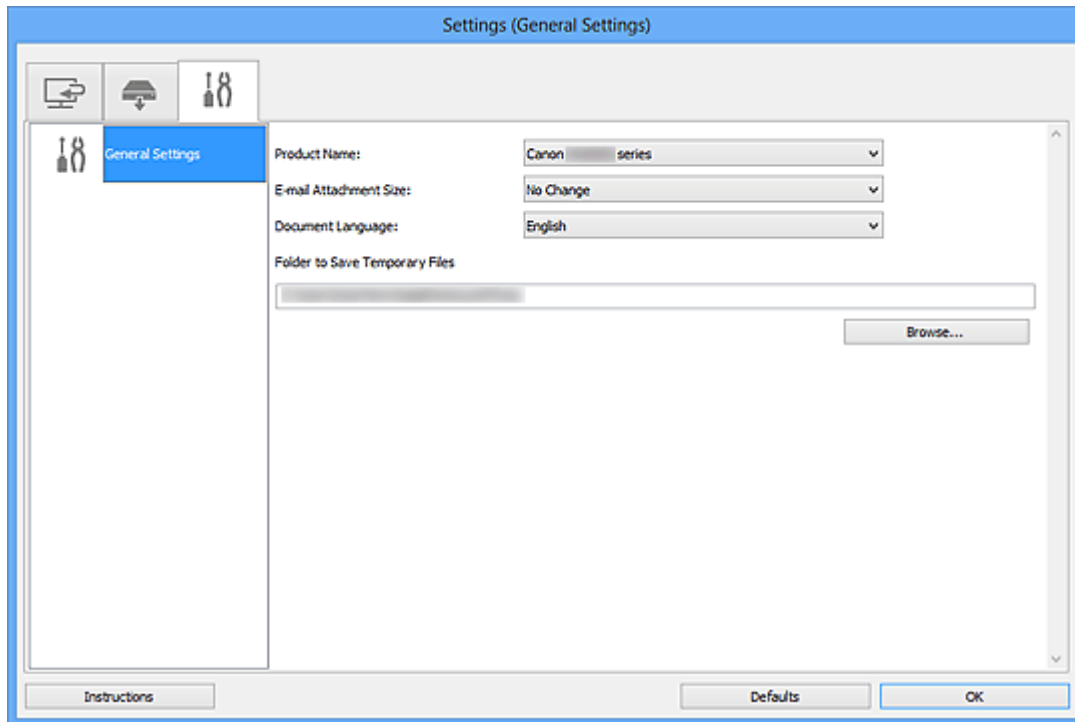 Settings (General Settings)
General Settings
Product Name:
Canon series
E-mail Attachment Size:
No Change
Document Language:
English
Folder to Save Temporary Files
Browse...
Instructions
Defaults
OK